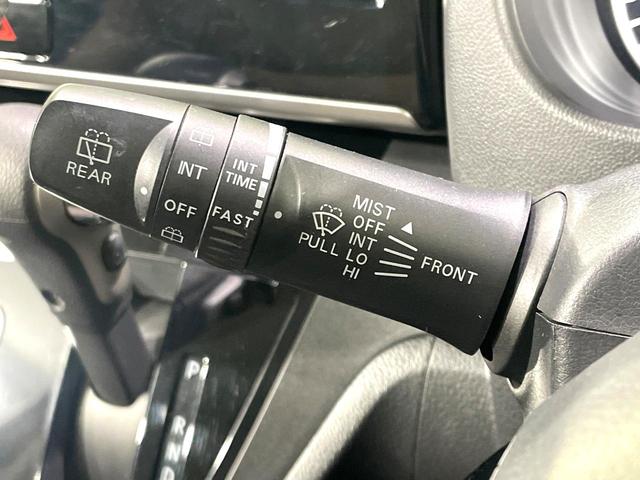 REAR
INT
OFF
INT
TIME
FAST
MIST
OFF
INT
LO
HI
PULL
FRONT
P
R
N
D